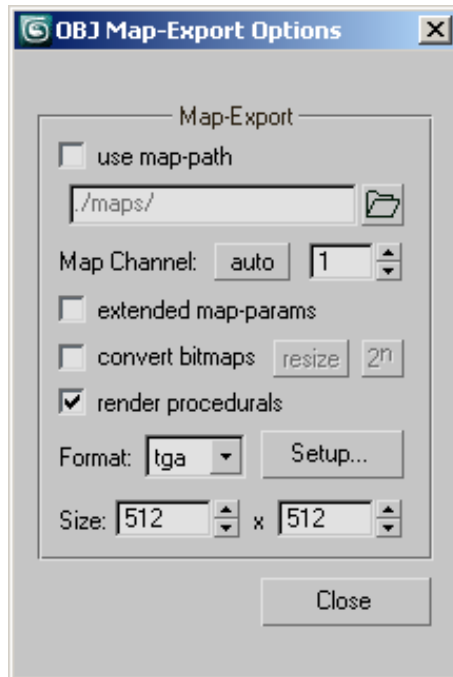 OBJ Map-Export Options
Map-Export
use map-path
./maps/
Map Channel: auto 1
extended map-params
convert bitmaps resize 2ⁿ
render procedurals
Format: tga Setup...
Size: 512 x 512
Close